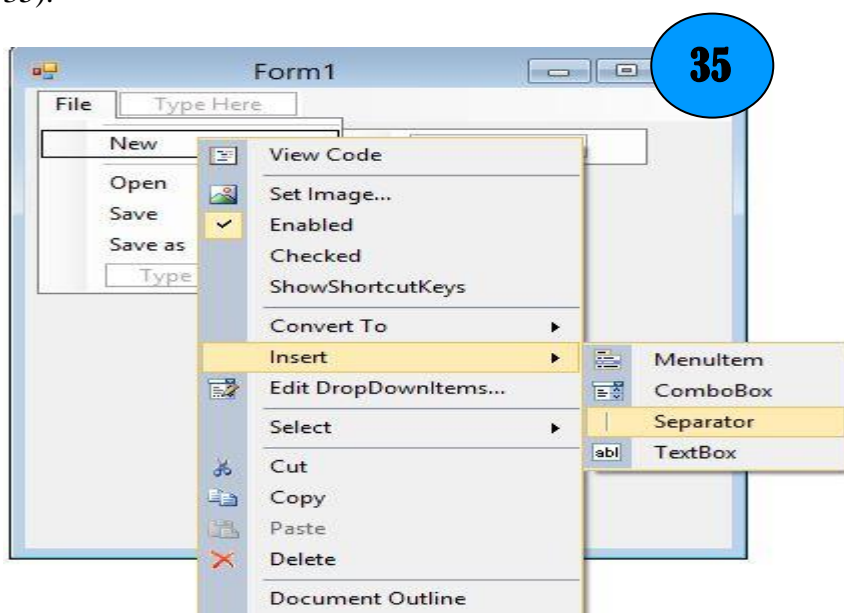 35).
Form1
35
File Type Here
New
Open
Save
Save as
Type
View Code
Set Image...
Enabled
Checked
ShowShortcutKeys
Convert To
Insert
Edit DropDownItems...
Select
Cut
Copy
Paste
Delete
Document Outline
MenuItem
ComboBox
Separator
abl TextBox